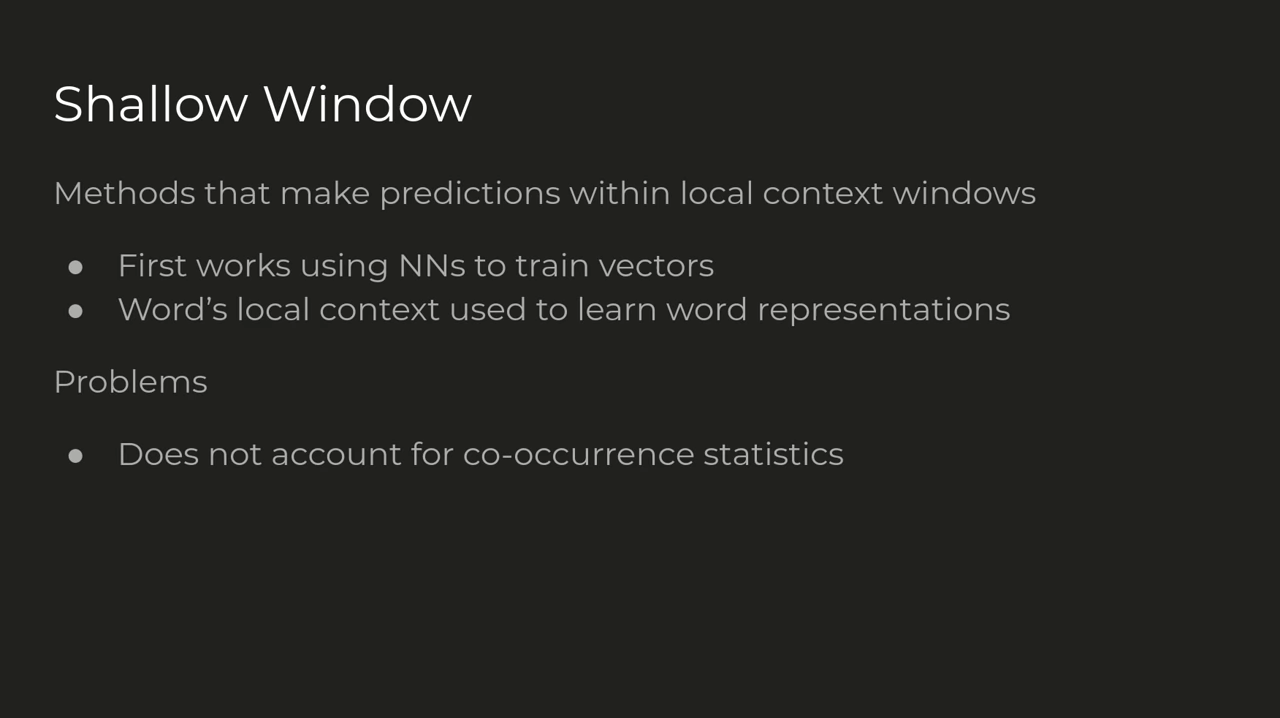 Shallow Window
Methods that make predictions within local context windows
● First works using NNs to train vectors
● Word’s local context used to learn word representations
Problems
● Does not account for co-occurrence statistics